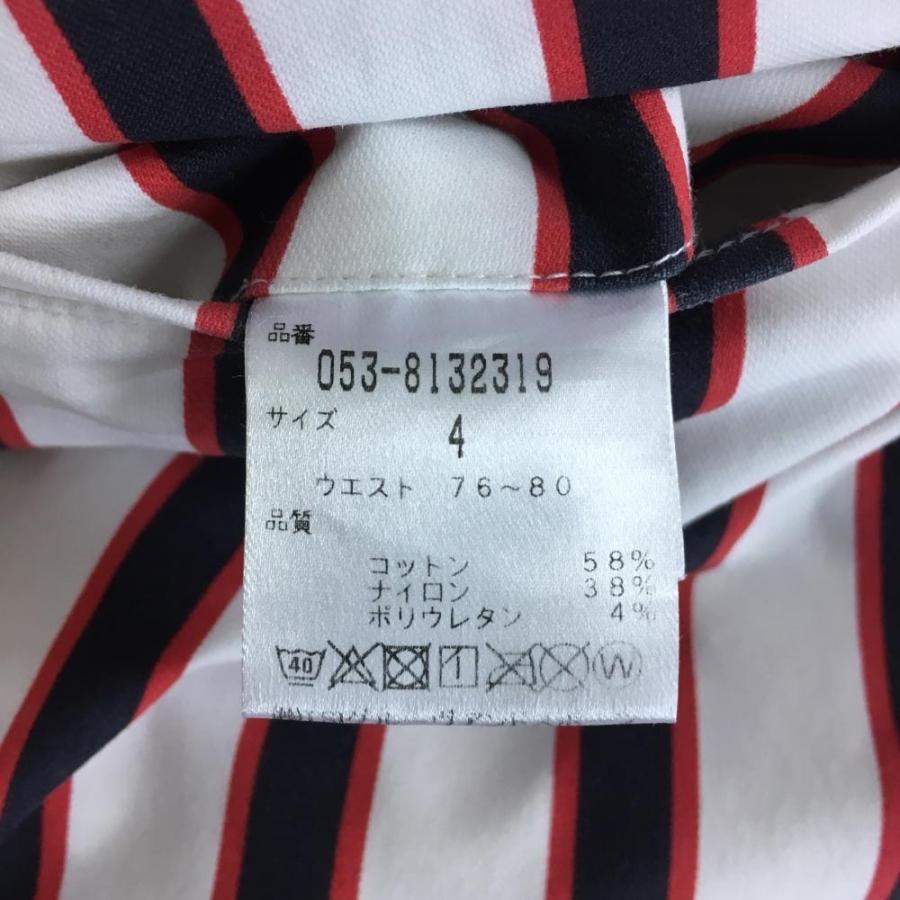 品番
053-8132319
サイズ
4
ウエスト 76~80
品質
コットン 58%
ナイロン 38%
ポリウレタン 4%
40 W